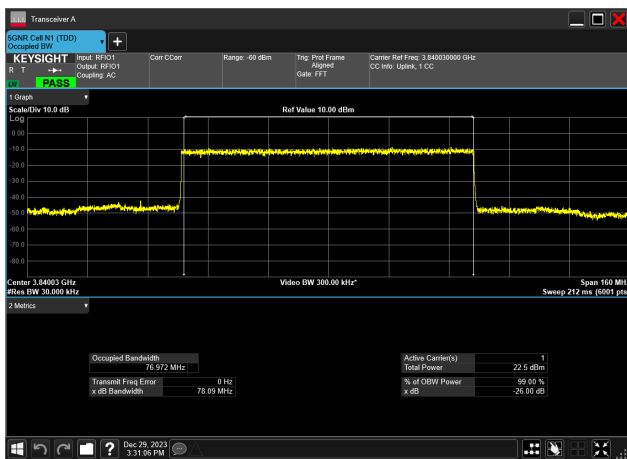 Transceiver A
5GNR Cell N1 (TDD)
Occupied BW
KEYSIGHT
R T
LW
PASS
Input: RFIO1
Output: RFIO1
Coupling: AC
Corr CCorr
Range: -60 dBm
Trig: Prot Frame
Aligned
Gate: FFT
Carrier Ref Freq: 3.840030000 GHz
CC Info: Uplink, 1 CC
1 Graph
Scale/Div 10.0 dB
Ref Value 10.00 dBm
Log
0.00
-10.0
-20.0
-30.0
-40.0
-50.0
-60.0
-70.0
-80.0
Center 3.84003 GHz
Video BW 300.00 kHz*
Span 160 MHz
#Res BW 30.000 kHz
Sweep 212 ms (6001 pts
2 Metrics
Occupied Bandwidth
76.972 MHz
Transmit Freq Error 0 Hz
x dB Bandwidth 78.09 MHz
Active Carrier(s) 1
Total Power 22.5 dBm
% of OBW Power 99.00 %
x dB -26.00 dB
Dec 29, 2023
3:31:06 PM